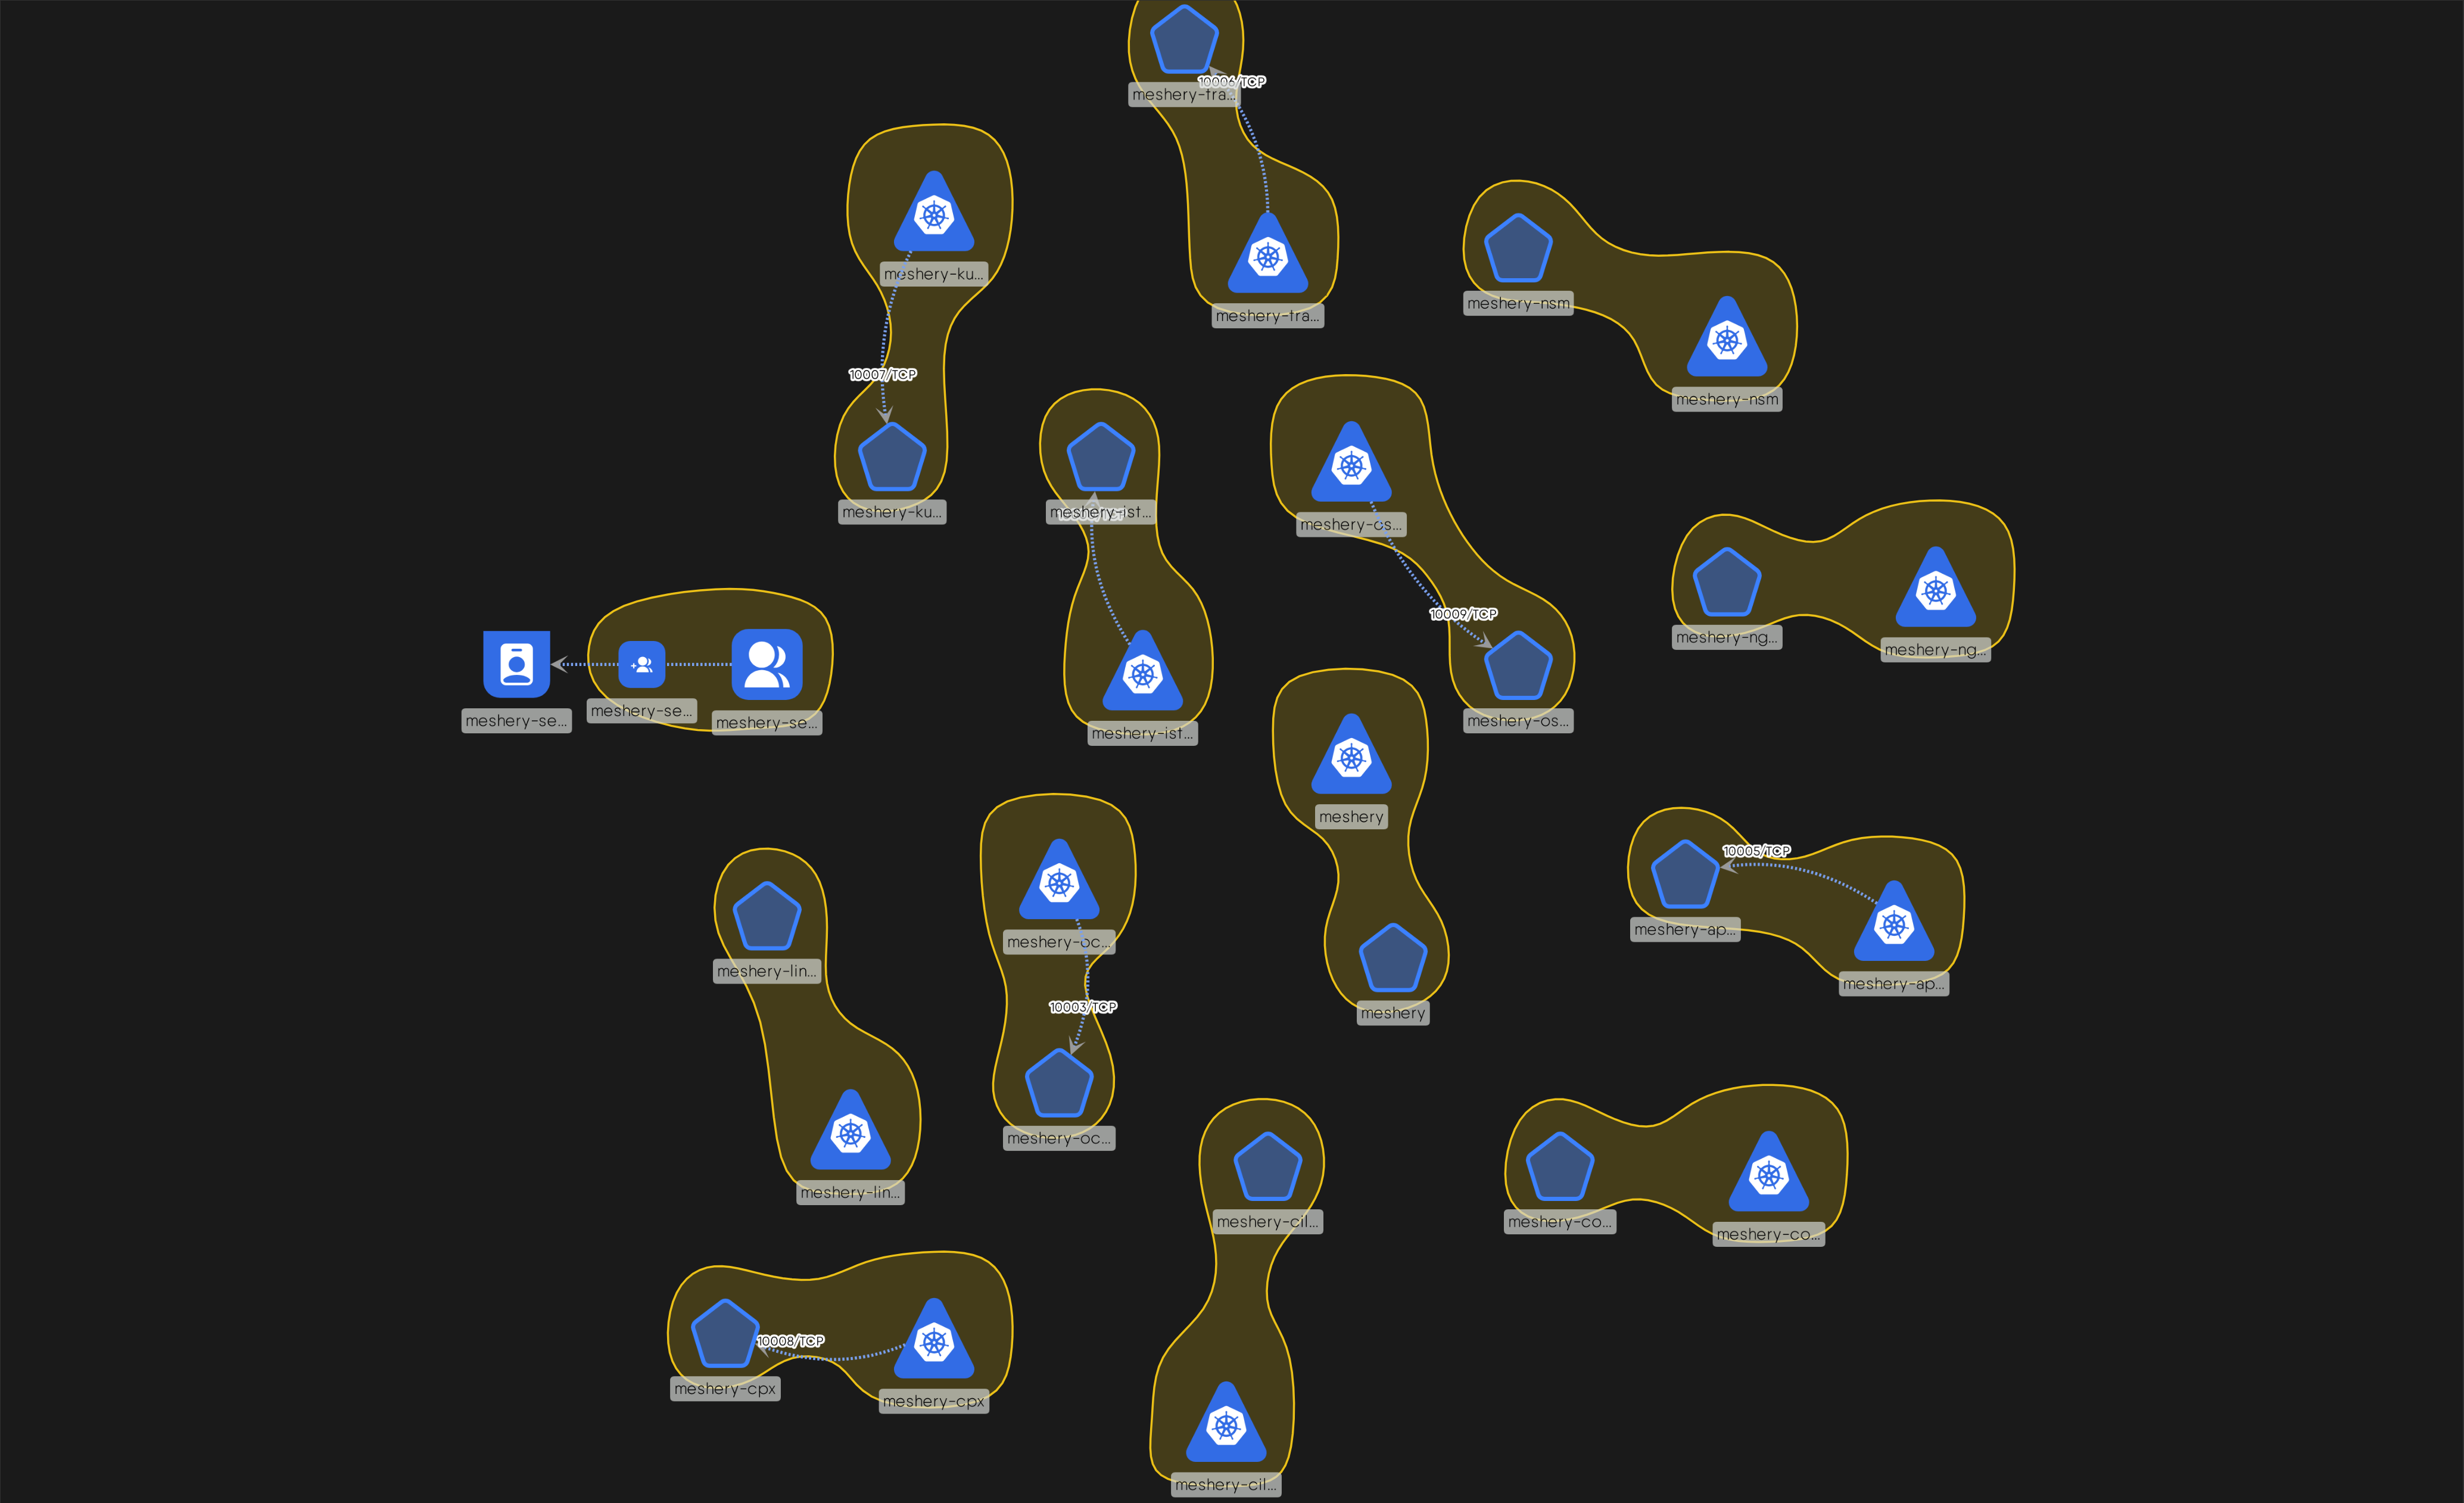 10006/TCP
meshery-tra...
meshery-ku...
meshery-nsm
meshery-tra...
10007/TCP
meshery-nsm
meshery-ku...
meshery-ist...
meshery-os...
10009/TCP
meshery-ng...
meshery-ng...
meshery-se...
meshery-se...
meshery-se...
meshery-ist...
meshery-os...
meshery
10005/TCP
meshery-ap...
meshery-oc...
meshery-lin...
meshery-ap...
10003/TCP
meshery
meshery-oc...
meshery-lin...
meshery-cil...
meshery-co...
meshery-co...
10008/TCP
meshery-cpx
meshery-cpx
meshery-cil...